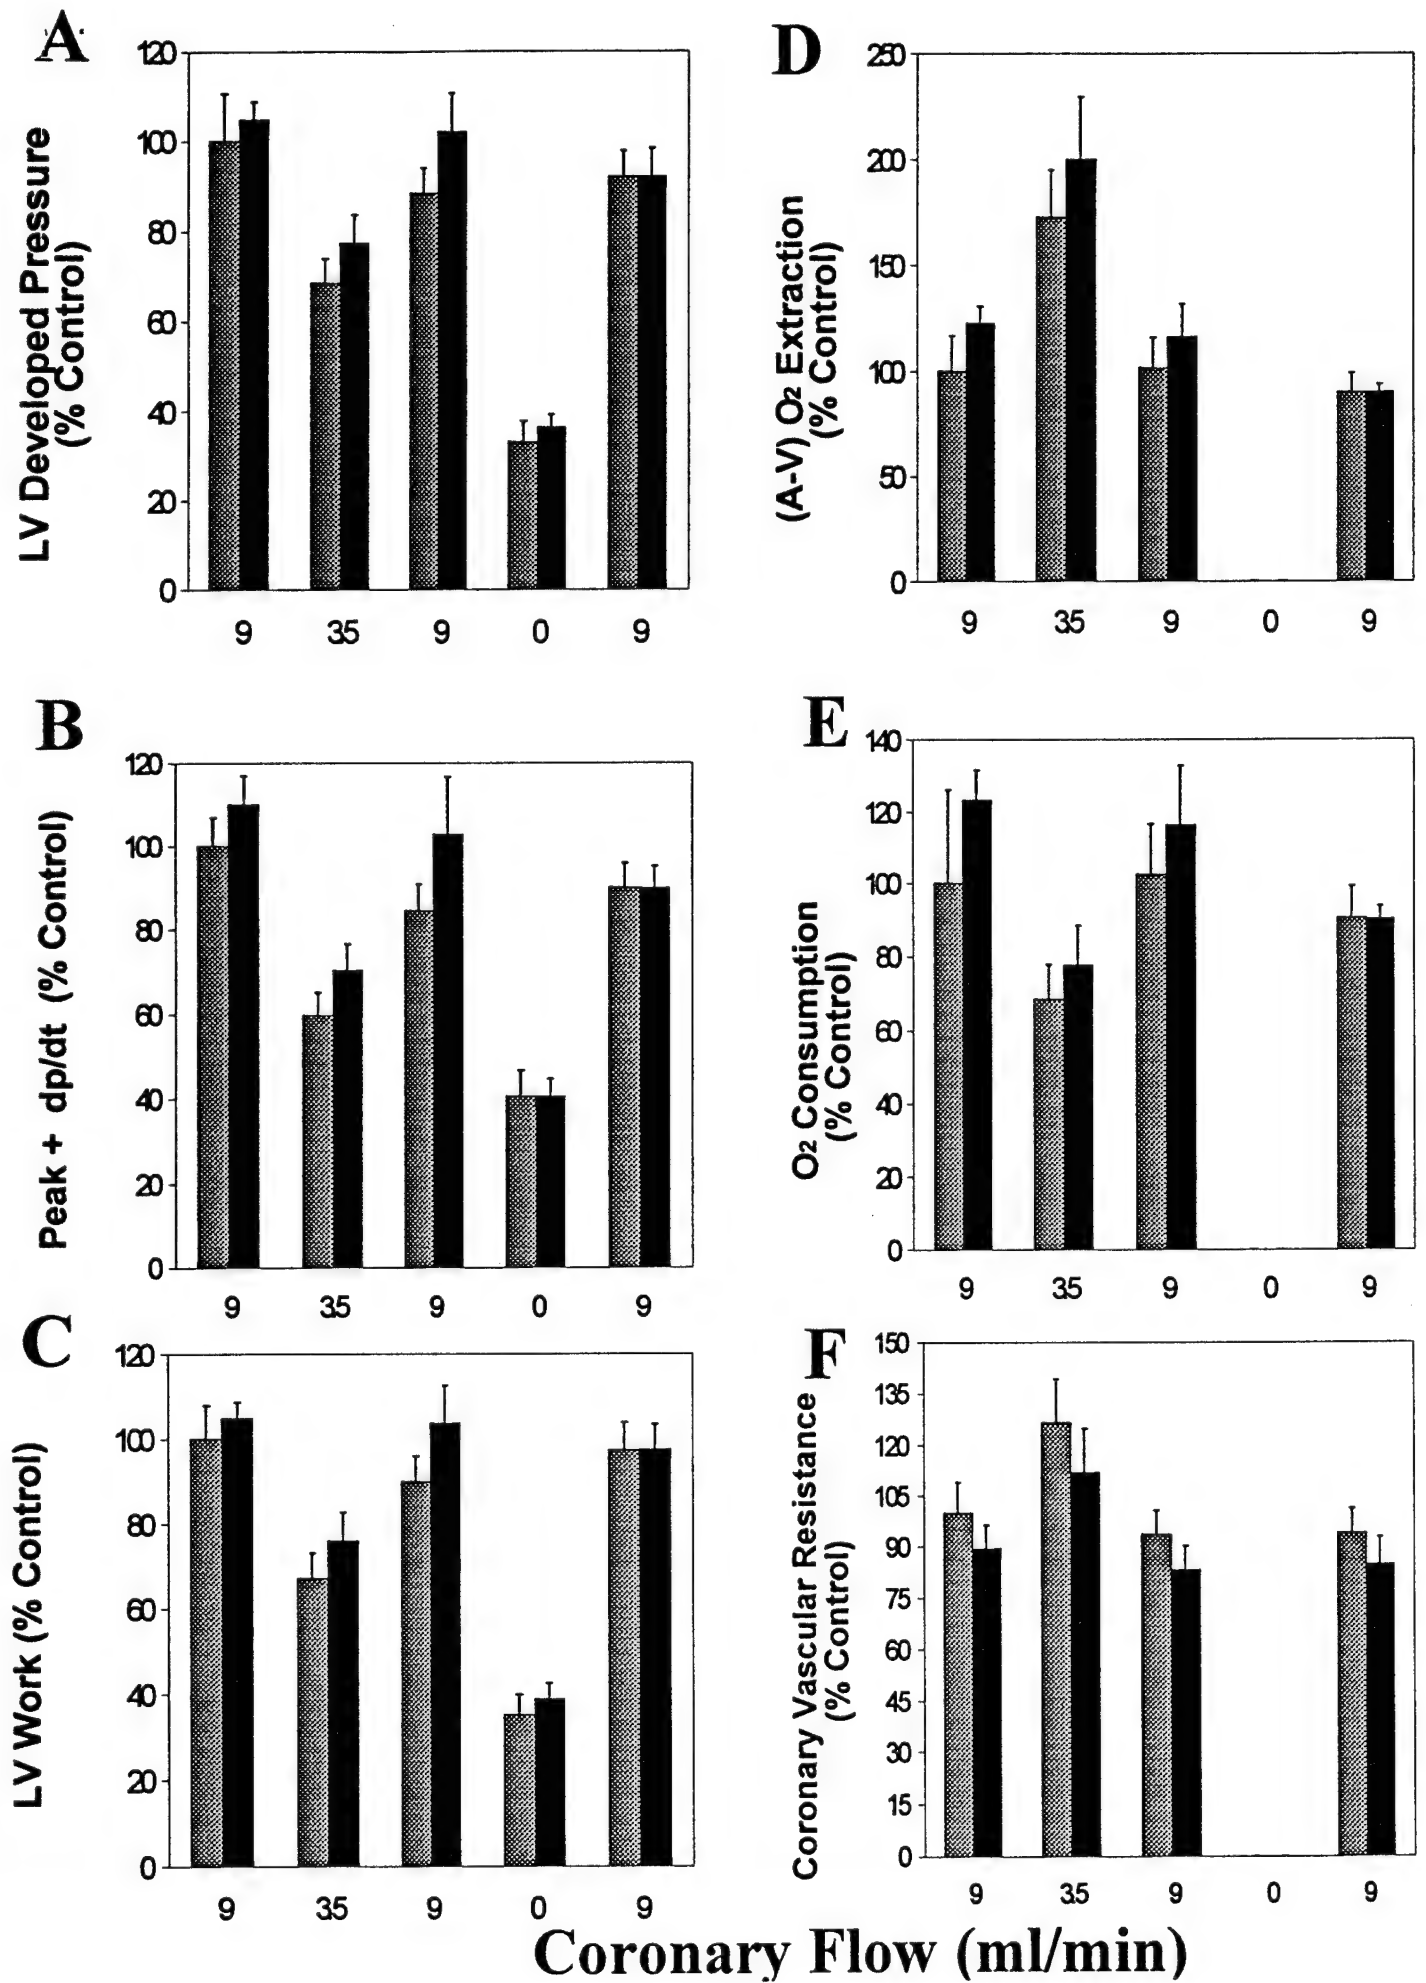 A
LV Developed Pressure
(% Control)
120
100
80
60
40
20
0
9 35 9 0 9
B
Peak + dp/dt (% Control)
120
100
80
60
40
20
0
9 35 9 0 9
C
LV Work (% Control)
120
100
80
60
40
20
0
9 35 9 0 9
D
(A-V) O2 Extraction
(% Control)
250
200
150
100
50
0
9 35 9 0 9
E
O2 Consumption
(% Control)
140
120
100
80
60
40
20
0
9 35 9 0 9
F
Coronary Vascular Resistance
(% Control)
150
135
120
105
90
75
60
45
30
15
0
9 35 9 0 9
Coronary Flow (ml/min)